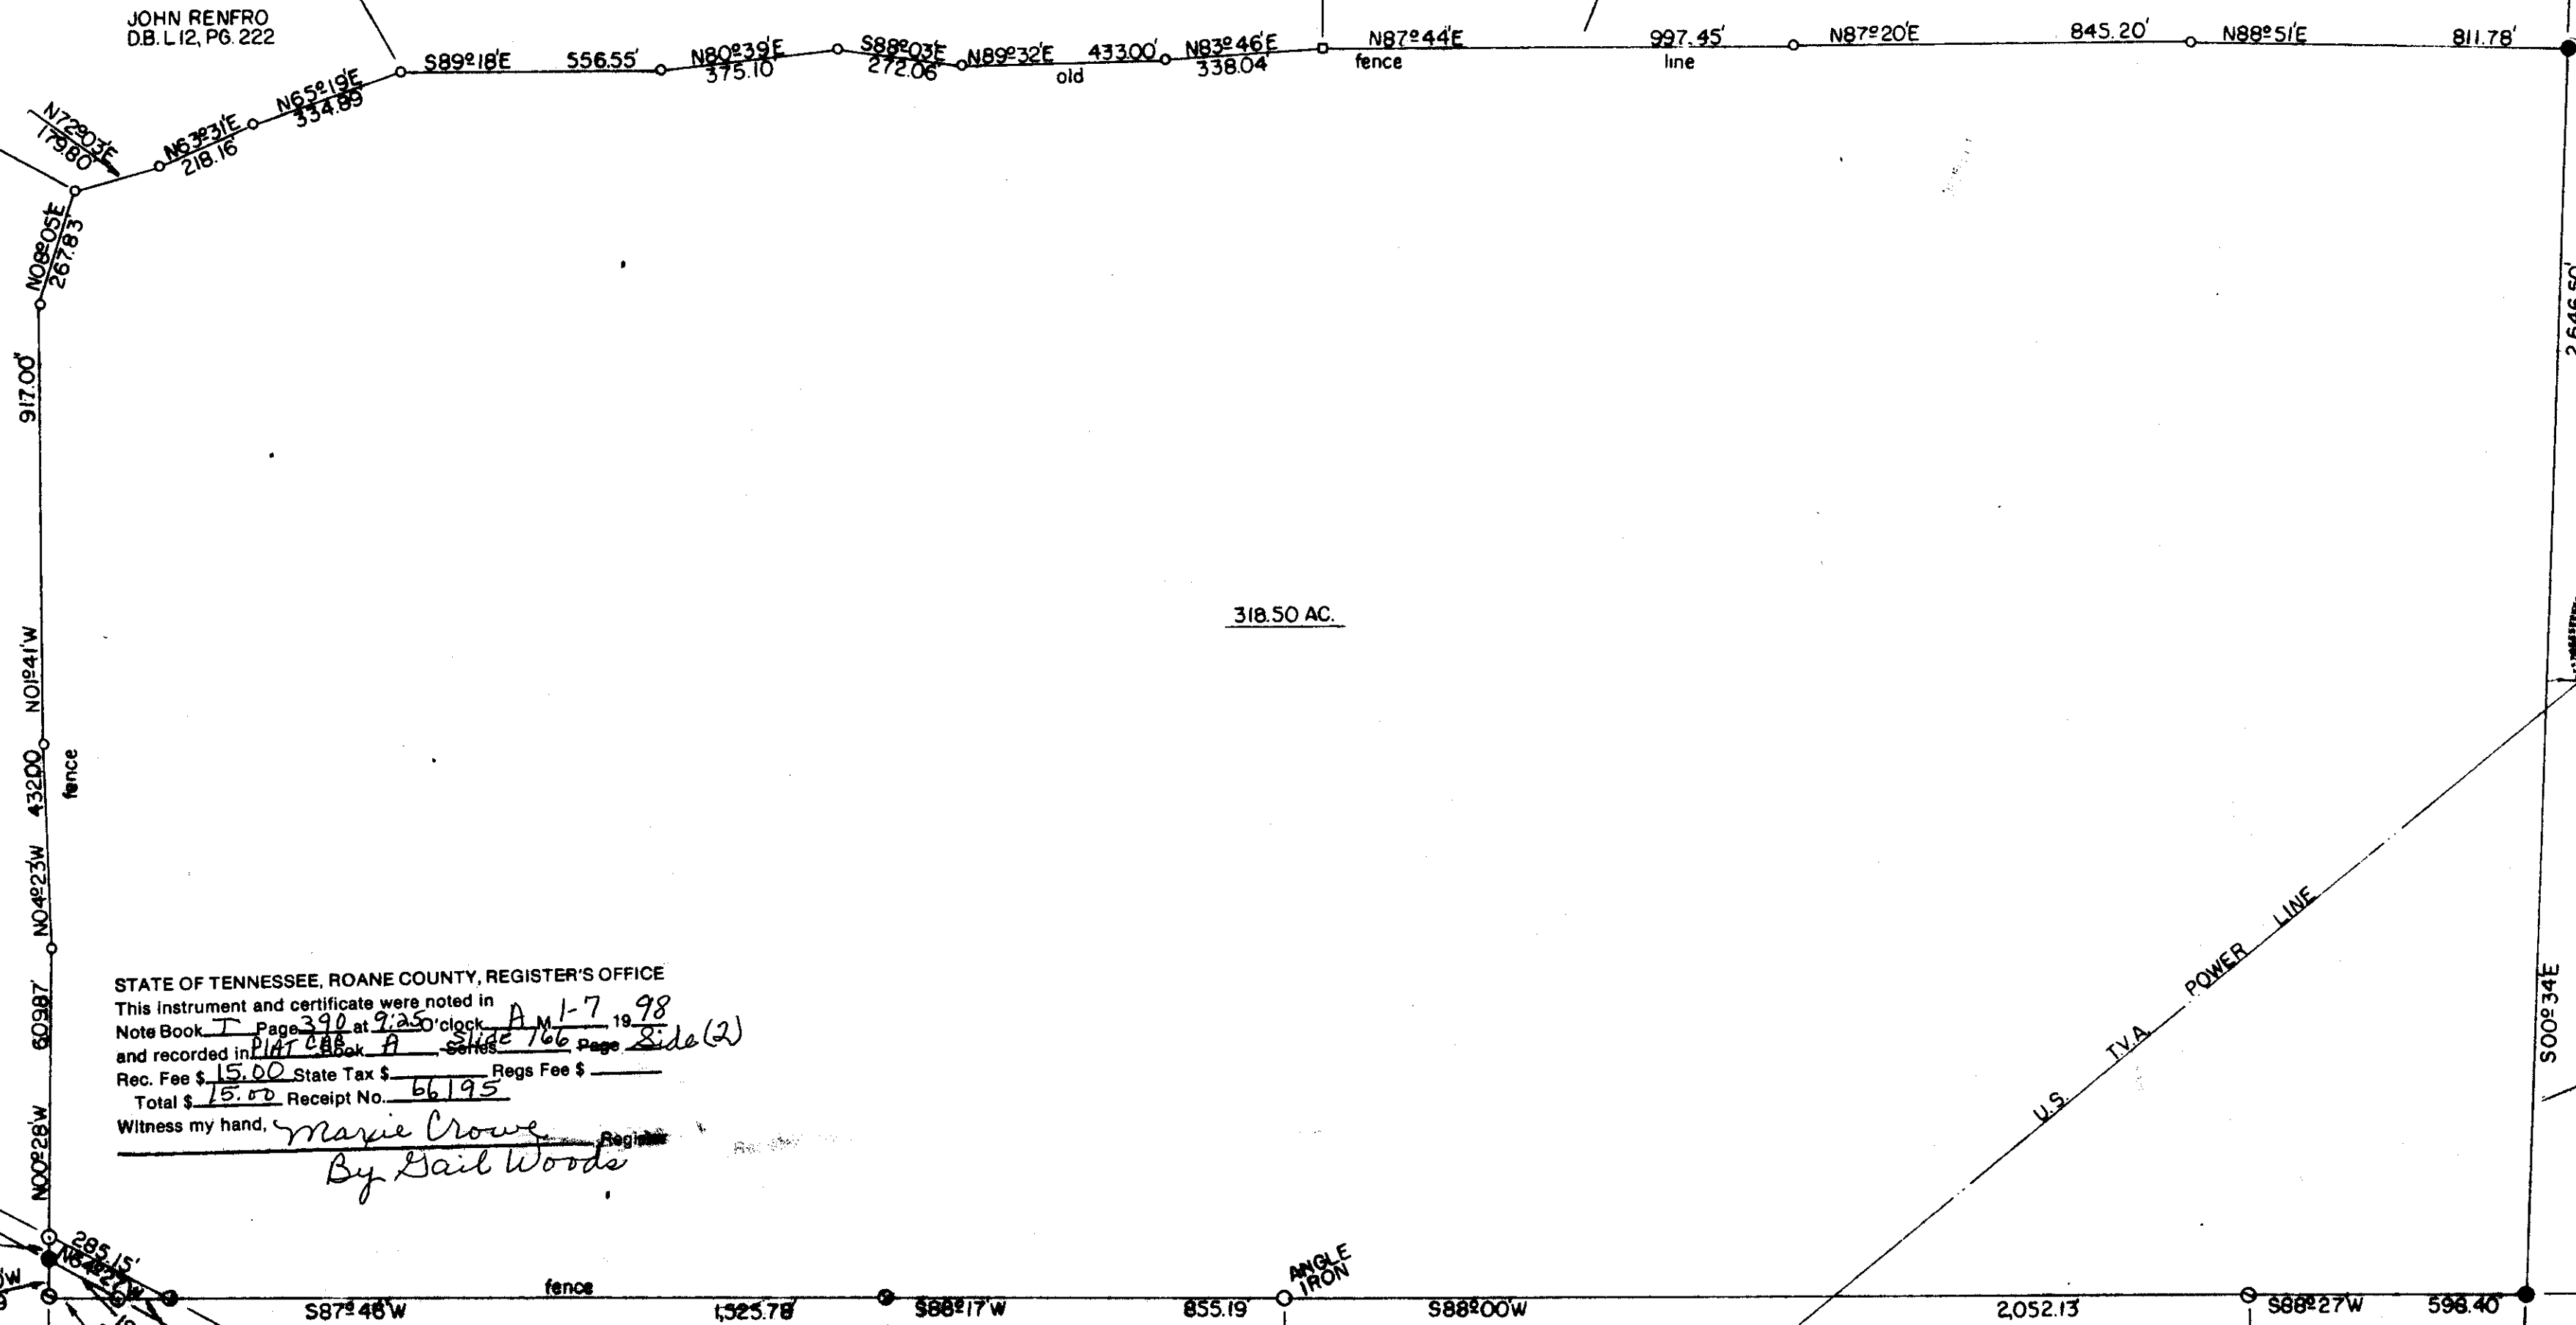 JOHN RENFRO
D.B. L12, PG. 222
N72º03'E
179.80'
N63º31'E
218.16'
N65º19'E
334.89
S89º18'E 556.55'
N80º39'E
375.10
S88º03'E
272.06'
N89º32'E 433.00'
old
N83º46'E
338.04'
N87º44'E 997.45'
fence line
N87º20'E 845.20'
N88º51'E 811.78'
N08º05'E
267.83'
917.00"
N01º41'W
432.00
fence
N04º23'W
609.87'
N00º28'W
2,646.50'
S00º34'E
318.50 AC.
U.S. T.V.A. POWER LINE
STATE OF TENNESSEE, ROANE COUNTY, REGISTER'S OFFICE
This instrument and certificate were noted in
Note Book I Page 390 at 9:25 O'clock A M 1-7 1998
and recorded in PLAT CAB Book A Series Slide 166 Page Side (2)
Rec. Fee $ 15.00 State Tax $ Regs Fee $
Total $ 15.00 Receipt No. 66195
Witness my hand, Marie Crowe Register
By Gail Woods
285.15'
N64º27'W
fence
S87º48'W 1,525.78'
S88º17'W 855.19'
ANGLE
IRON
S88º00'W 2,052.13'
S88º27'W 598.40'